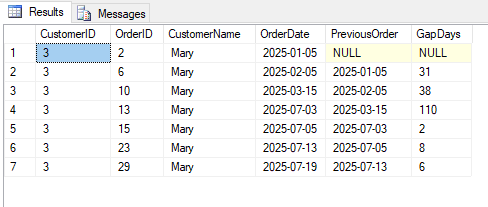 Results Messages
CustomerID OrderID CustomerName OrderDate PreviousOrder GapDays
1 3 2 Mary 2025-01-05 NULL NULL
2 3 6 Mary 2025-02-05 2025-01-05 31
3 3 10 Mary 2025-03-15 2025-02-05 38
4 3 13 Mary 2025-07-03 2025-03-15 110
5 3 15 Mary 2025-07-05 2025-07-03 2
6 3 23 Mary 2025-07-13 2025-07-05 8
7 3 29 Mary 2025-07-19 2025-07-13 6